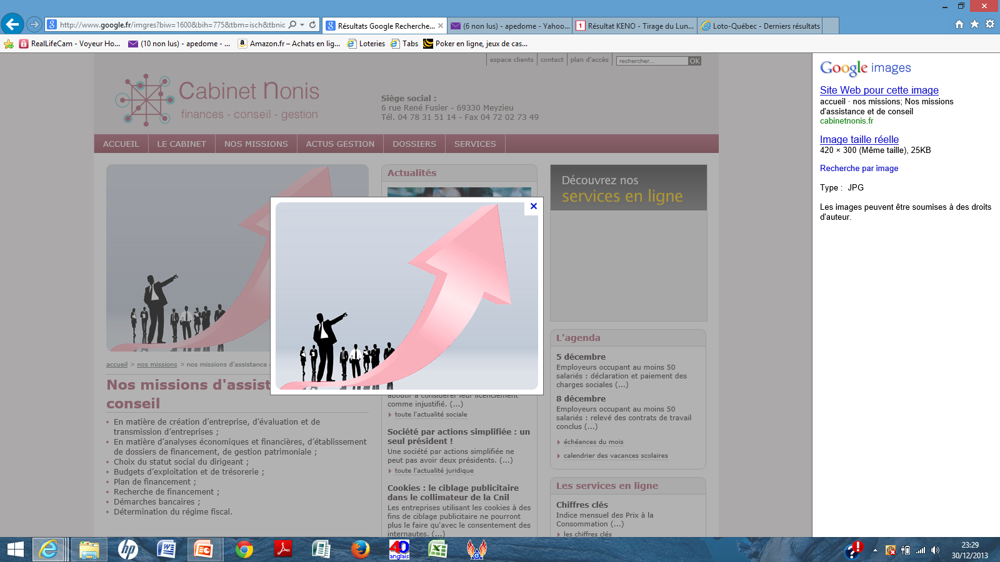 http://www.google.fr/imgres?biw=1600&bih=775&tbm=isch&tbnid
Résultats Google Recherche...
(6 non lus) - apedome - Yahoo...
Résultat KENO - Tirage du Lun...
Loto-Québec - Derniers résultats
RealLifeCam - Voyeur Ho...
(10 non lus) - apedome - ...
Amazon.fr – Achats en lig...
Loteries
Tabs
Poker en ligne, jeux de cas...
espace clients
contact
plan d'accès
rechercher...
OK
Cabinet Nonis
finances - conseil - gestion
Siège social :
6 rue René Fusier - 69330 Meyzieu
Tél. 04 78 31 51 14 - Fax 04 72 02 73 49
ACCUEIL
LE CABINET
NOS MISSIONS
ACTUS GESTION
DOSSIERS
SERVICES
accueil > nos missions > nos missions d'assistance
Nos missions d'assist
conseil
En matière de création d'entreprise, d'évaluation et de
transmission d'entreprises ;
En matière d'analyses économiques et financières, d'établissement
de dossiers de financement, de gestion patrimoniale ;
Choix du statut social du dirigeant ;
Budgets d'exploitation et de trésorerie ;
Plan de financement ;
Recherche de financement ;
Démarches bancaires ;
Détermination du régime fiscal.
Actualités
aboutir à considérer leur licenciement
comme injustifié. (...)
toute l'actualité sociale
Société par actions simplifiée : un
seul président !
Une société par actions simplifiée ne
peut pas avoir deux présidents. (...)
toute l'actualité juridique
Cookies : le ciblage publicitaire
dans le collimateur de la Cnil
Les entreprises utilisant les cookies à des
fins de ciblage publicitaire ne pourront
plus le faire qu'avec le consentement des
internautes. (...)
Découvrez nos
services en ligne
L'agenda
5 décembre
Employeurs occupant au moins 50
salariés : déclaration et paiement des
charges sociales (...)
8 décembre
Employeurs occupant au moins 50
salariés : relevé des contrats de travail
conclus (...)
échéances du mois
calendrier des vacances scolaires
Les services en ligne
Chiffres clés
Indice mensuel des Prix à la
Consommation (...)
les chiffres clés
Google images
Site Web pour cette image
accueil · nos missions; Nos missions
d'assistance et de conseil
cabinetnonis.fr
Image taille réelle
420 × 300 (Même taille), 25KB
Recherche par image
Type : JPG
Les images peuvent être soumises à des droits
d'auteur.
40
anglais
23:29
30/12/2013